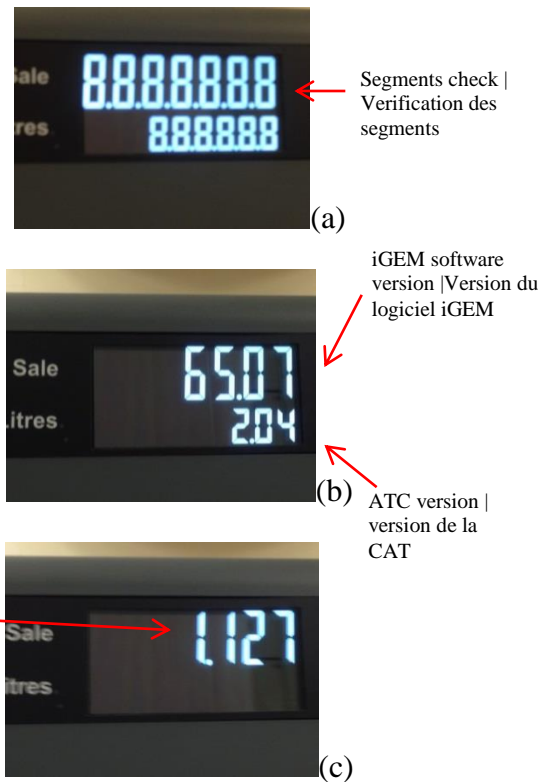 Sale
8.8.8.8.8.8.8
tres
8.8.8.8.8.8
Segments check |
Verification des
segments
(a)
iGEM software
version |Version du
logiciel iGEM
Sale
65.07
itres
2.04
(b)
ATC version |
version de la
CAT
Sale
1.127
itres
(c)